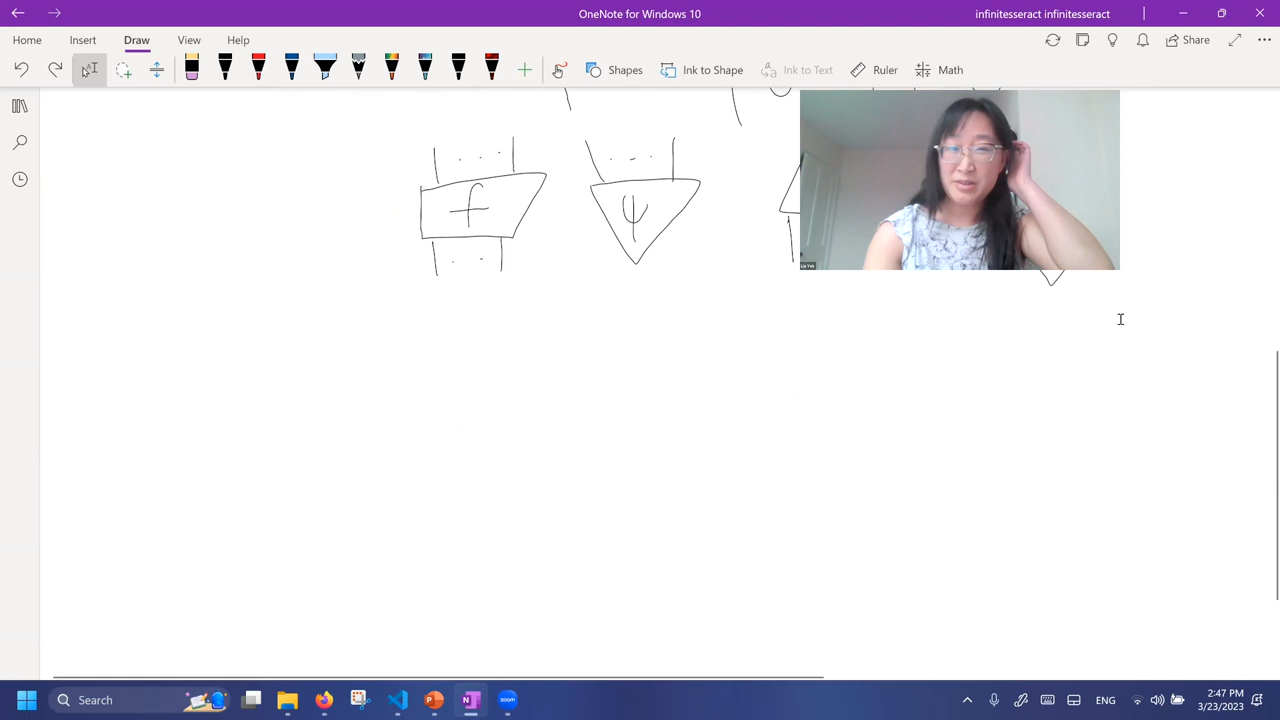 OneNote for Windows 10
infinitesseract infinitesseract
Home Insert Draw View Help
Share
Shapes
Ink to Shape
Ink to Text
Ruler
Math
f
ψ
Search
zoom
ENG
2:47 PM
3/23/2023